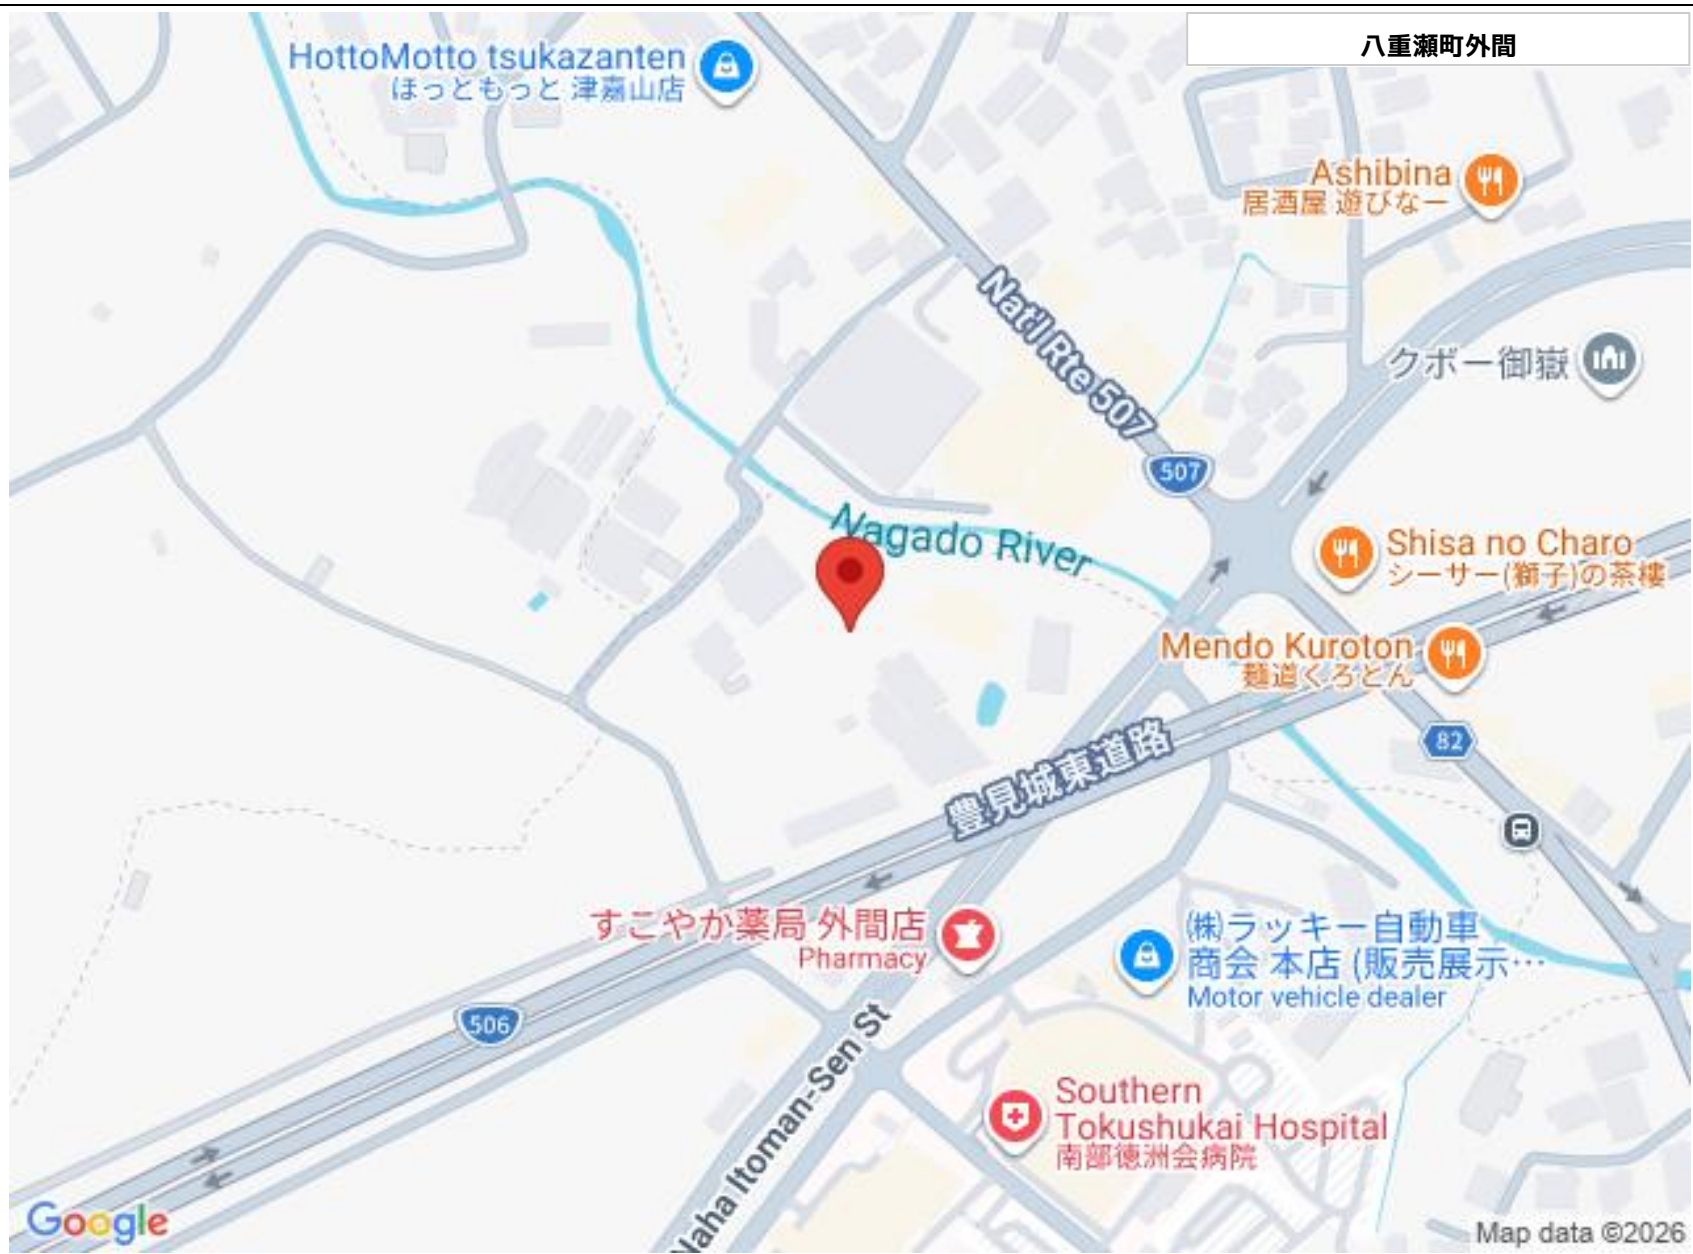 八重瀬町外間
HottoMotto tsukazanten
ほっともっと 津嘉山店
Ashibina
居酒屋 遊びなー
Nat'l Rte 507
クボー御嶽
507
Nagado River
Shisa no Charo
シーサー(獅子)の茶樓
Mendo Kuroton
麺道くろとん
82
豊見城東道路
すこやか薬局 外間店
Pharmacy
㈱ラッキー自動車
商会 本店 (販売展示…
Motor vehicle dealer
506
Naha Itoman-Sen St
Southern
Tokushukai Hospital
南部徳洲会病院
Google
Map data ©2026